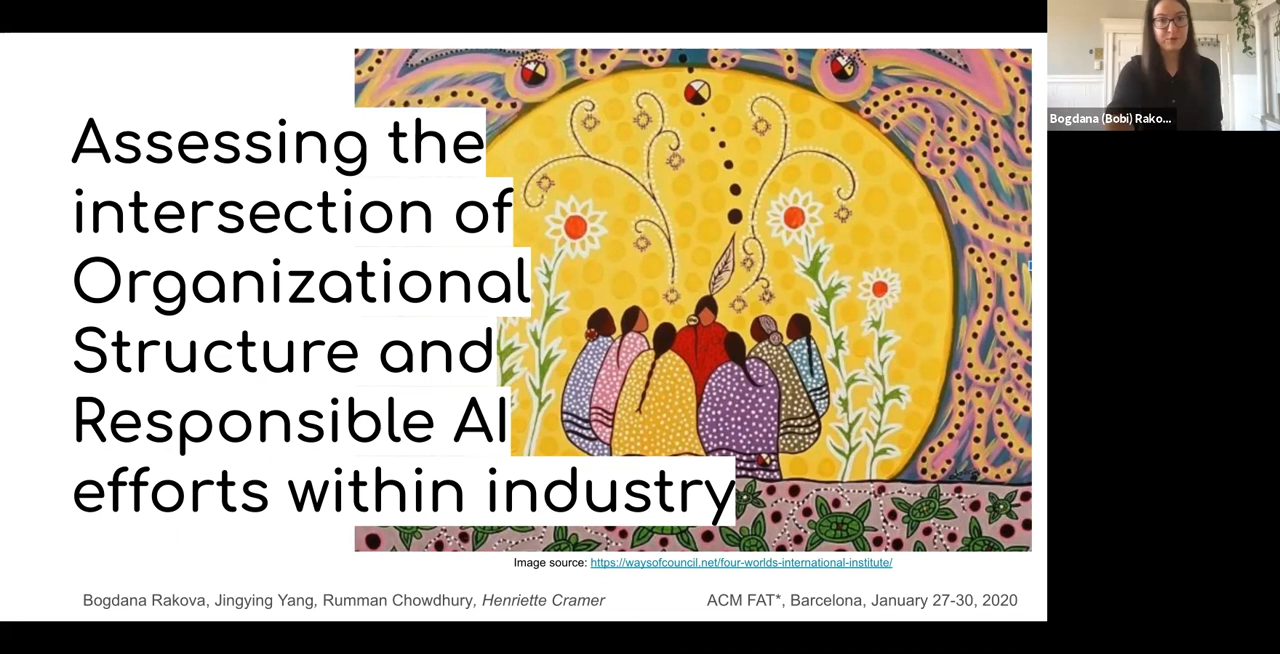 Assessing the
intersection of
Organizational
Structure and
Responsible AI
efforts within industry
Image source: https://waysofcouncil.net/four-worlds-international-institute/
Bogdana Rakova, Jingying Yang, Rumman Chowdhury, Henriette Cramer
ACM FAT*, Barcelona, January 27-30, 2020
Bogdana (Bobi) Rako...